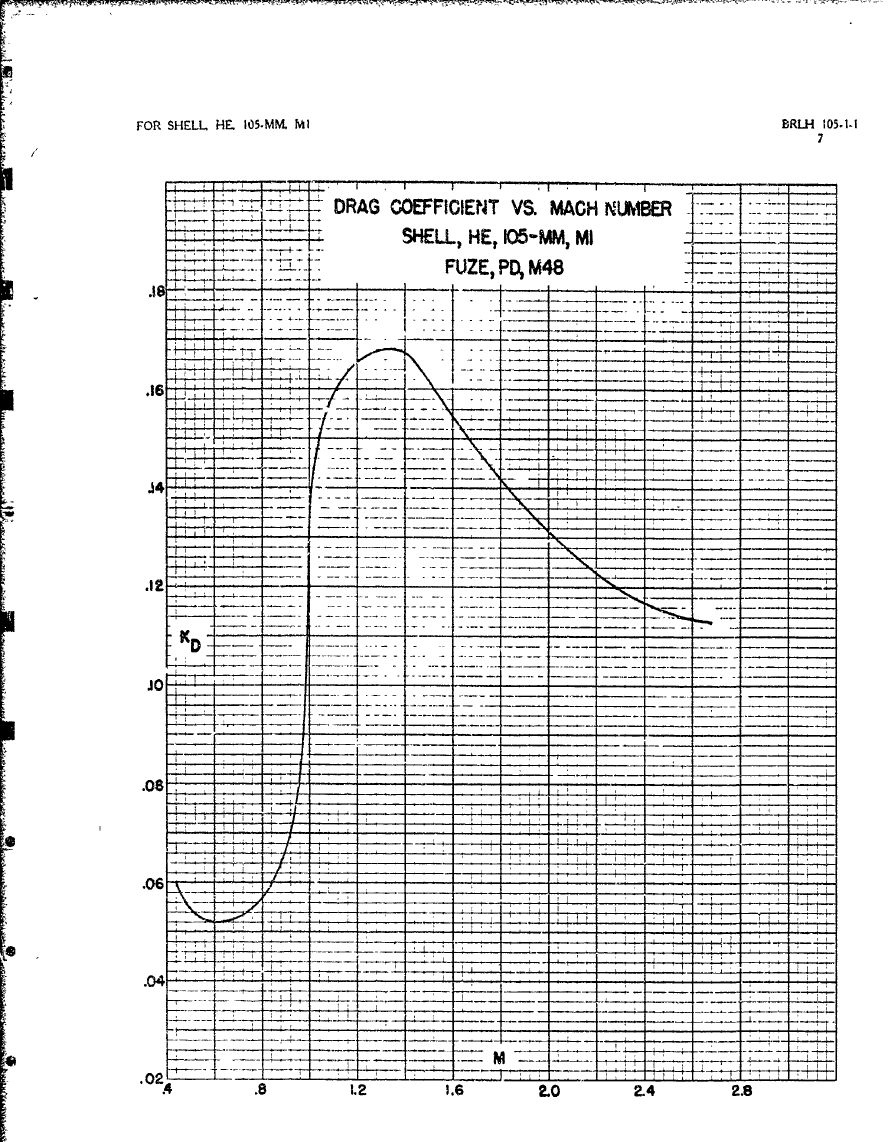 FOR SHELL, HE, 105-MM, M1
BRLH 105-1-1
7
DRAG COEFFICIENT VS. MACH NUMBER
SHELL, HE, 105-MM, M1
FUZE, PD, M48
.18
.16
.14
.12
KD
.10
.08
.06
.04
M
.02
.4 .8 1.2 1.6 2.0 2.4 2.8